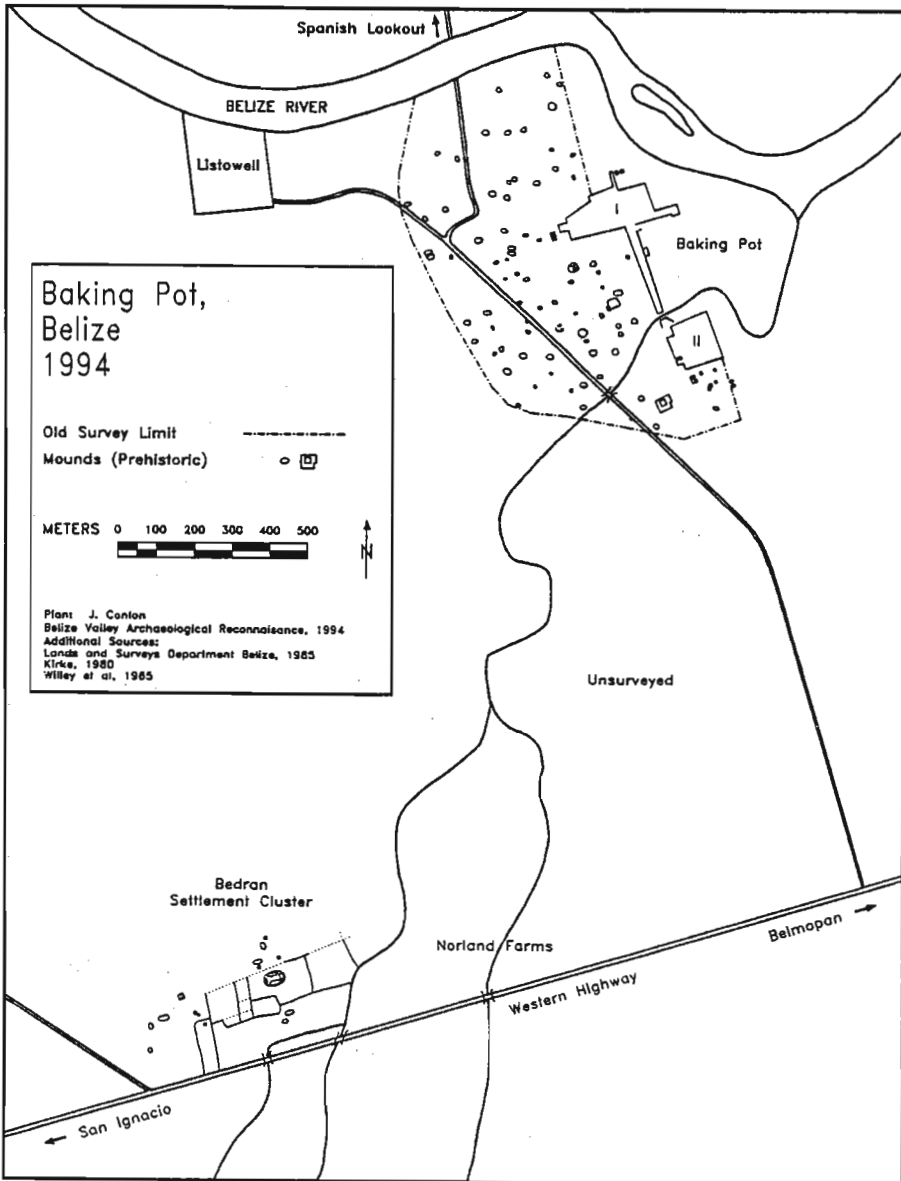 Spanish Lookout
BELIZE RIVER
Listowell
I
Baking Pot
II
Baking Pot,
Belize
1994
Old Survey Limit
Mounds (Prehistoric)
METERS 0 100 200 300 400 500
N
Plan: J. Conlon
Belize Valley Archaeological Reconnaisance, 1994
Additional Sources:
Lands and Surveys Department Belize, 1985
Kirke, 1980
Willey et al, 1965
Unsurveyed
Bedran
Settlement Cluster
Norland Farms
Belmopan
Western Highway
San Ignacio